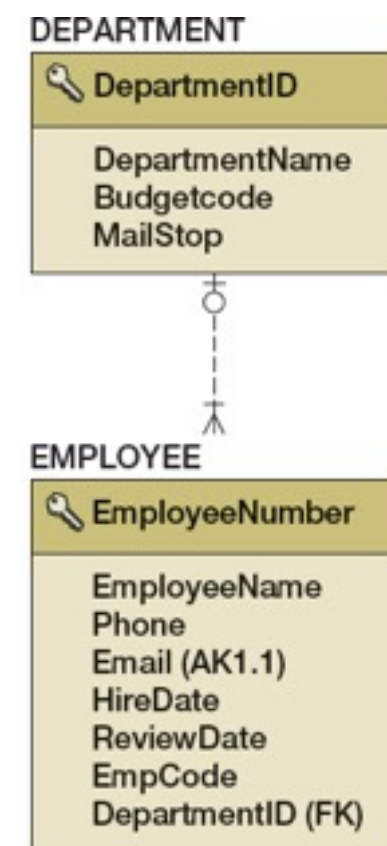 DEPARTMENT
DepartmentID
DepartmentName
Budgetcode
MailStop
EMPLOYEE
EmployeeNumber
EmployeeName
Phone
Email (AK1.1)
HireDate
ReviewDate
EmpCode
DepartmentID (FK)